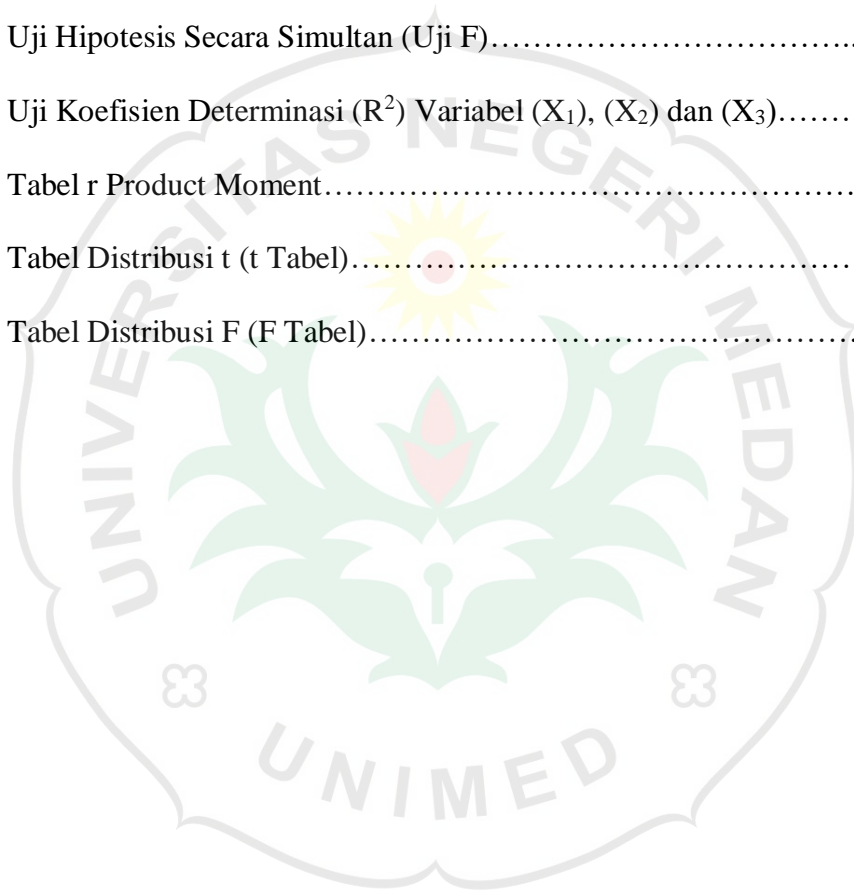 Uji Hipotesis Secara Simultan (Uji F)……………………………..
Uji Koefisien Determinasi (R²) Variabel (X₁), (X₂) dan (X₃)…….
Tabel r Product Moment…………………………………………
Tabel Distribusi t (t Tabel)………………………………………
Tabel Distribusi F (F Tabel)………………………………………
UNIVERSITAS NEGERI MEDAN
UNIMED